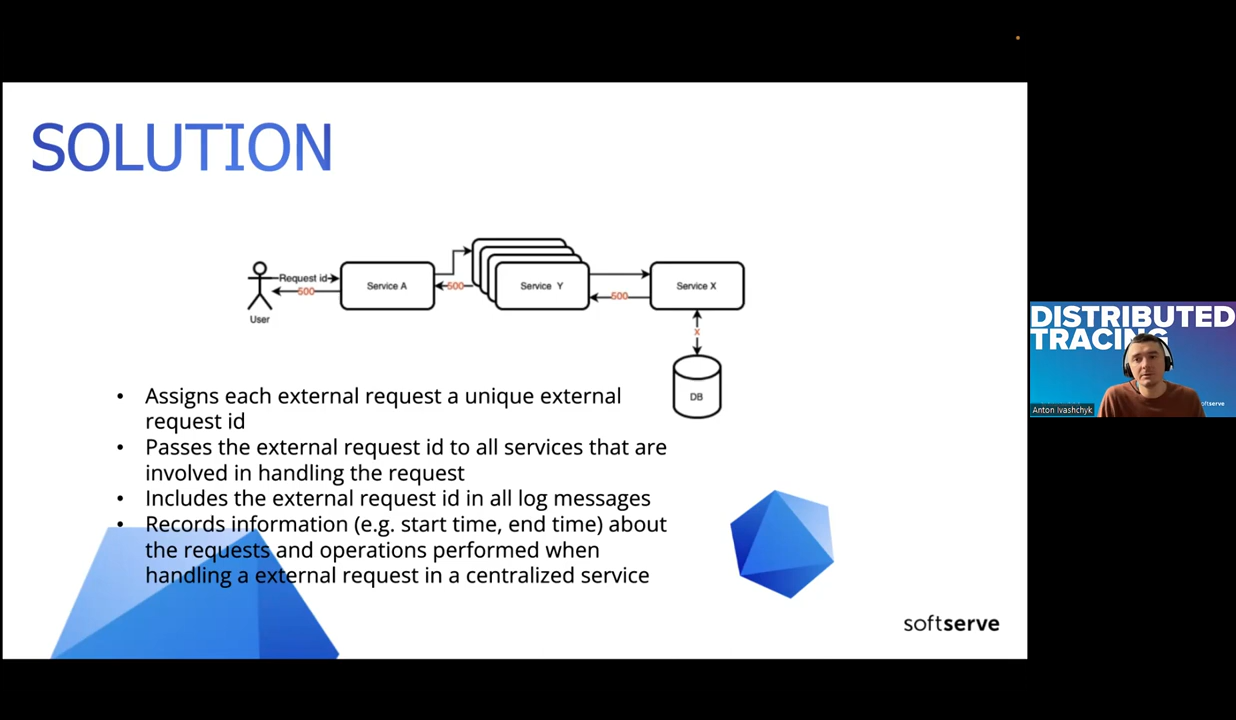 SOLUTION
Request id
500
User
Service A
500
Service Y
500
Service X
x
DB
• Assigns each external request a unique external
request id
• Passes the external request id to all services that are
involved in handling the request
• Includes the external request id in all log messages
• Records information (e.g. start time, end time) about
the requests and operations performed when
handling a external request in a centralized service
softserve
DISTRIBUTED
TRACING
Anton Ivashchyk
softserve